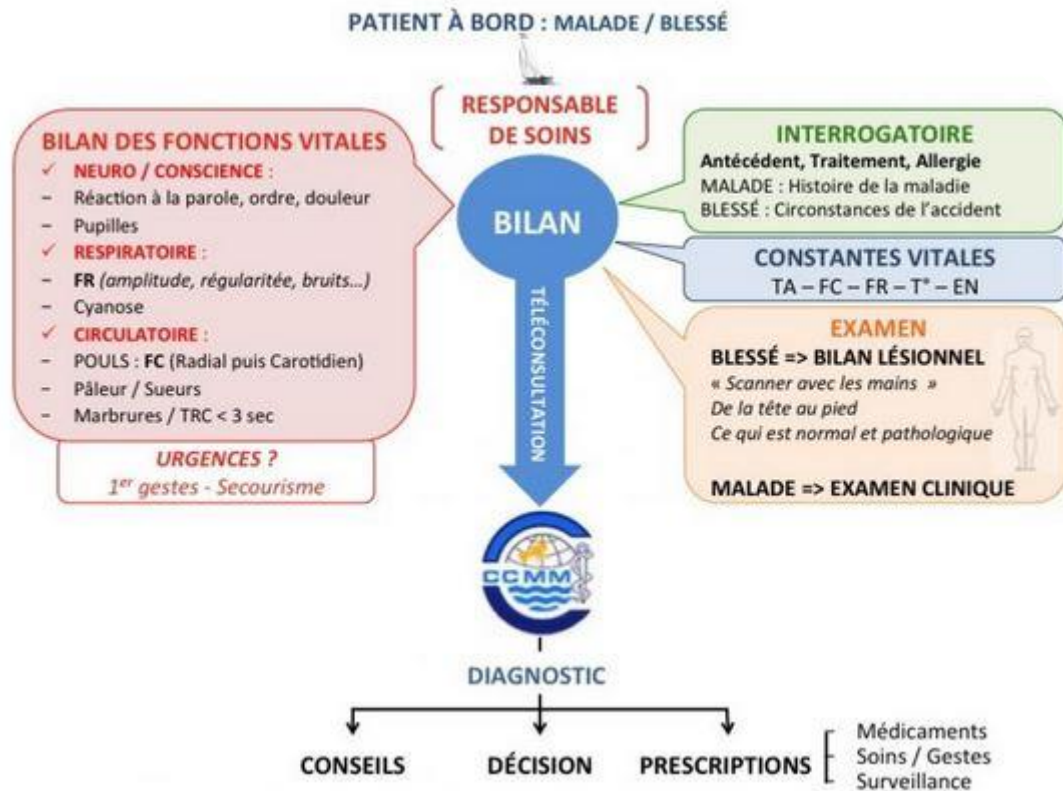 PATIENT À BORD : MALADE / BLESSÉ
RESPONSABLE
DE SOINS
BILAN DES FONCTIONS VITALES
✓ NEURO / CONSCIENCE :
– Réaction à la parole, ordre, douleur
– Pupilles
✓ RESPIRATOIRE :
– FR (amplitude, régularitée, bruits...)
– Cyanose
✓ CIRCULATOIRE :
– POULS : FC (Radial puis Carotidien)
– Pâleur / Sueurs
– Marbrures / TRC < 3 sec
URGENCES ?
1er gestes - Secourisme
BILAN
TÉLÉCONSULTATION
INTERROGATOIRE
Antécédent, Traitement, Allergie
MALADE : Histoire de la maladie
BLESSÉ : Circonstances de l'accident
CONSTANTES VITALES
TA – FC – FR – T° – EN
EXAMEN
BLESSÉ => BILAN LÉSIONNEL
« Scanner avec les mains »
De la tête au pied
Ce qui est normal et pathologique
MALADE => EXAMEN CLINIQUE
CCMM
DIAGNOSTIC
CONSEILS
DÉCISION
PRESCRIPTIONS
Médicaments
Soins / Gestes
Surveillance